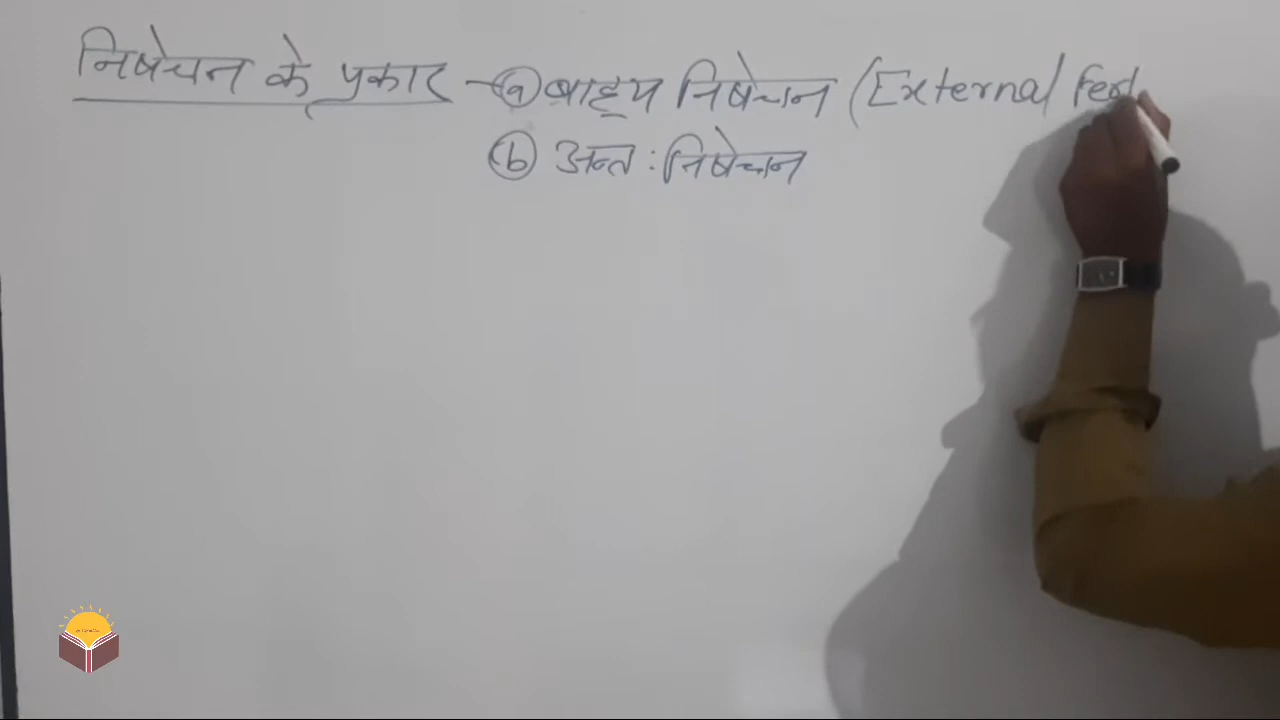 निषेचन के प्रकार - (a) बाह्य निषेचन (External Fert
(b) अन्त : निषेचन